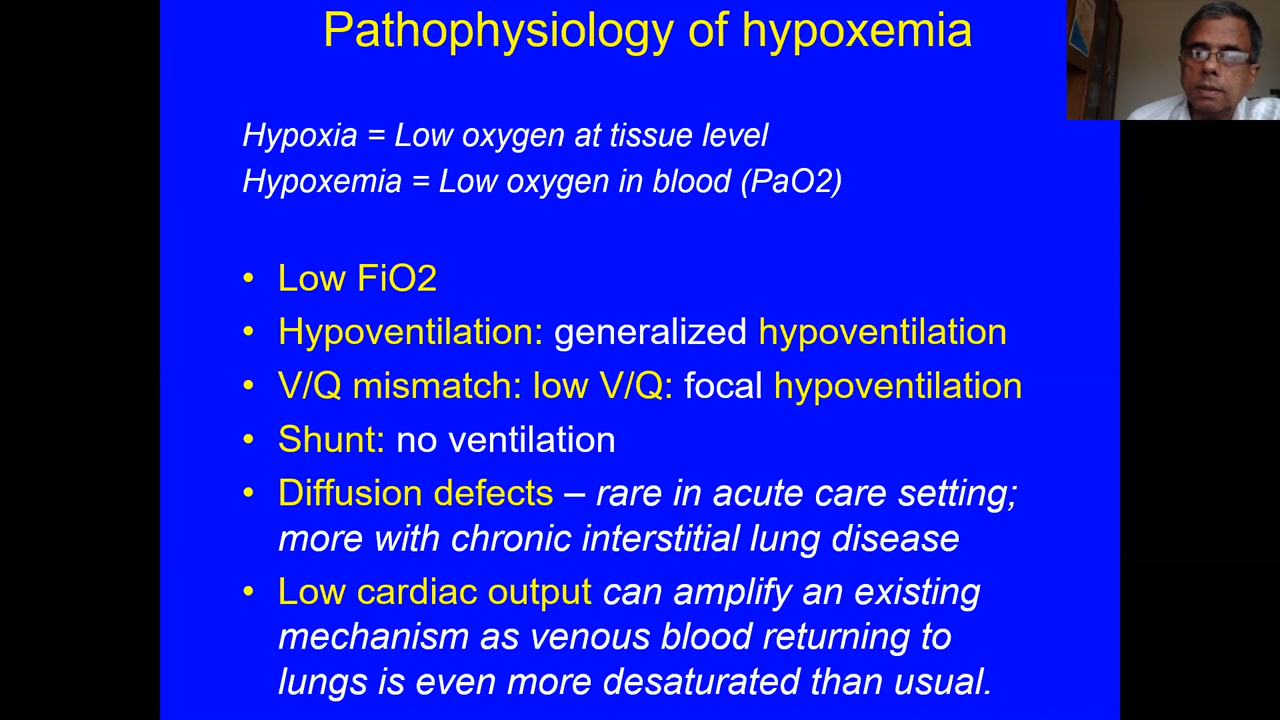 Pathophysiology of hypoxemia
Hypoxia = Low oxygen at tissue level
Hypoxemia = Low oxygen in blood (PaO2)
• Low FiO2
• Hypoventilation: generalized hypoventilation
• V/Q mismatch: low V/Q: focal hypoventilation
• Shunt: no ventilation
• Diffusion defects – rare in acute care setting;
more with chronic interstitial lung disease
• Low cardiac output can amplify an existing
mechanism as venous blood returning to
lungs is even more desaturated than usual.